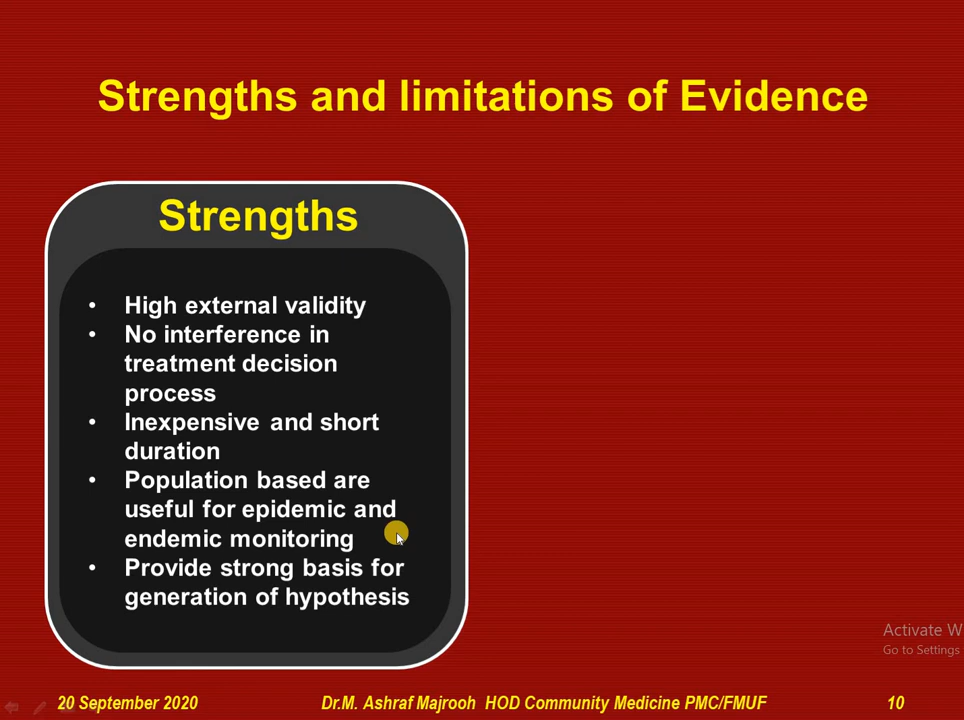 Strengths and limitations of Evidence
Strengths
• High external validity
• No interference in
treatment decision
process
• Inexpensive and short
duration
• Population based are
useful for epidemic and
endemic monitoring
• Provide strong basis for
generation of hypothesis
Activate W
Go to Settings
20 September 2020 Dr.M. Ashraf Majrooh HOD Community Medicine PMC/FMUF 10